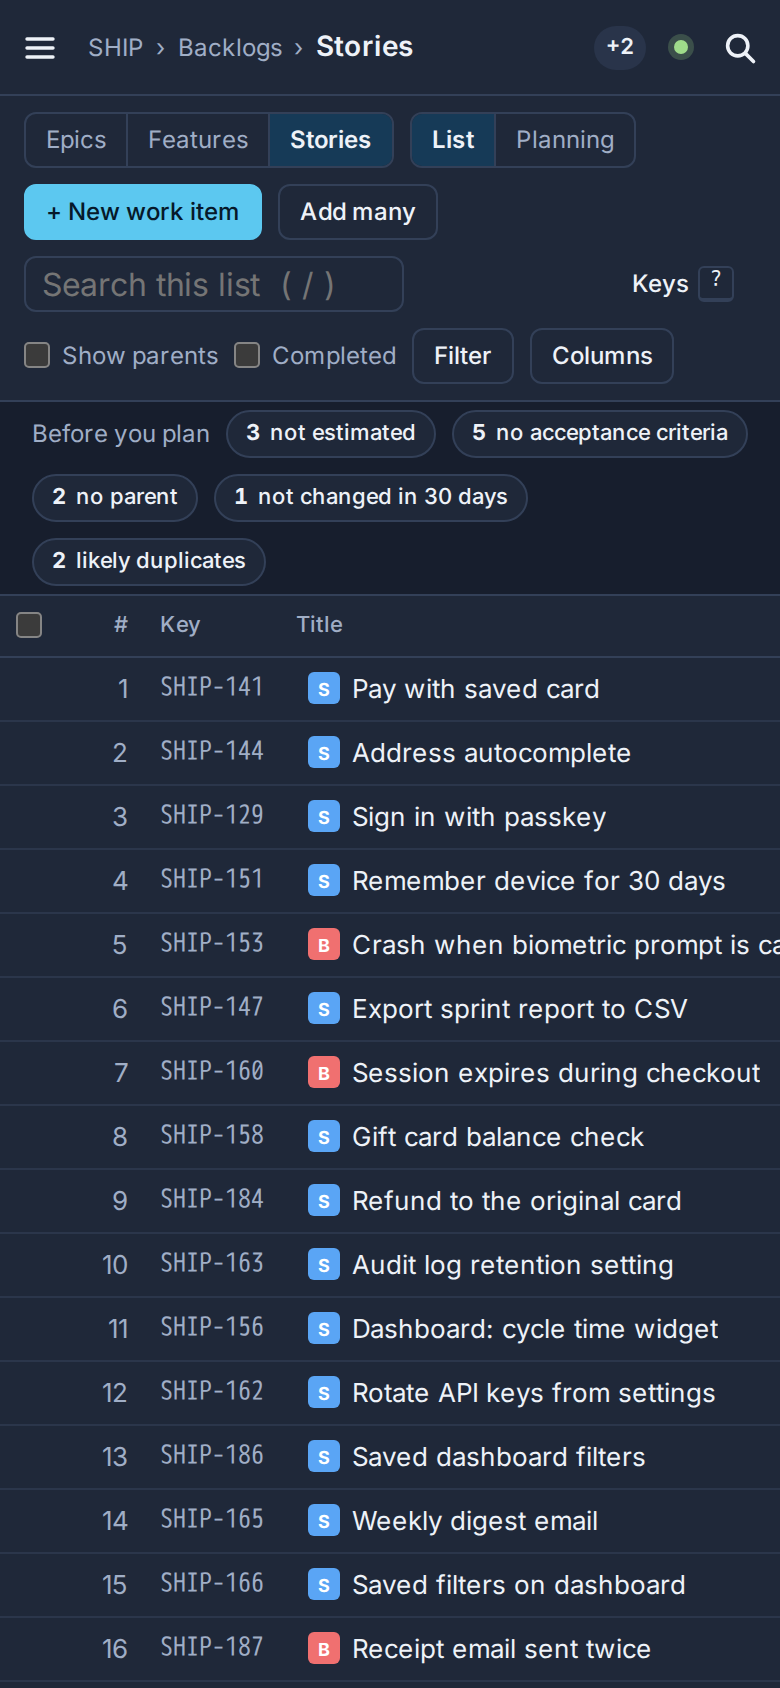 SHIP › Backlogs › Stories +2
Epics Features Stories List Planning
+ New work item Add many
Search this list ( / ) Keys ?
Show parents Completed Filter Columns
Before you plan 3 not estimated 5 no acceptance criteria
2 no parent 1 not changed in 30 days
2 likely duplicates
# Key Title
1 SHIP-141 S Pay with saved card
2 SHIP-144 S Address autocomplete
3 SHIP-129 S Sign in with passkey
4 SHIP-151 S Remember device for 30 days
5 SHIP-153 B Crash when biometric prompt is ca
6 SHIP-147 S Export sprint report to CSV
7 SHIP-160 B Session expires during checkout
8 SHIP-158 S Gift card balance check
9 SHIP-184 S Refund to the original card
10 SHIP-163 S Audit log retention setting
11 SHIP-156 S Dashboard: cycle time widget
12 SHIP-162 S Rotate API keys from settings
13 SHIP-186 S Saved dashboard filters
14 SHIP-165 S Weekly digest email
15 SHIP-166 S Saved filters on dashboard
16 SHIP-187 B Receipt email sent twice